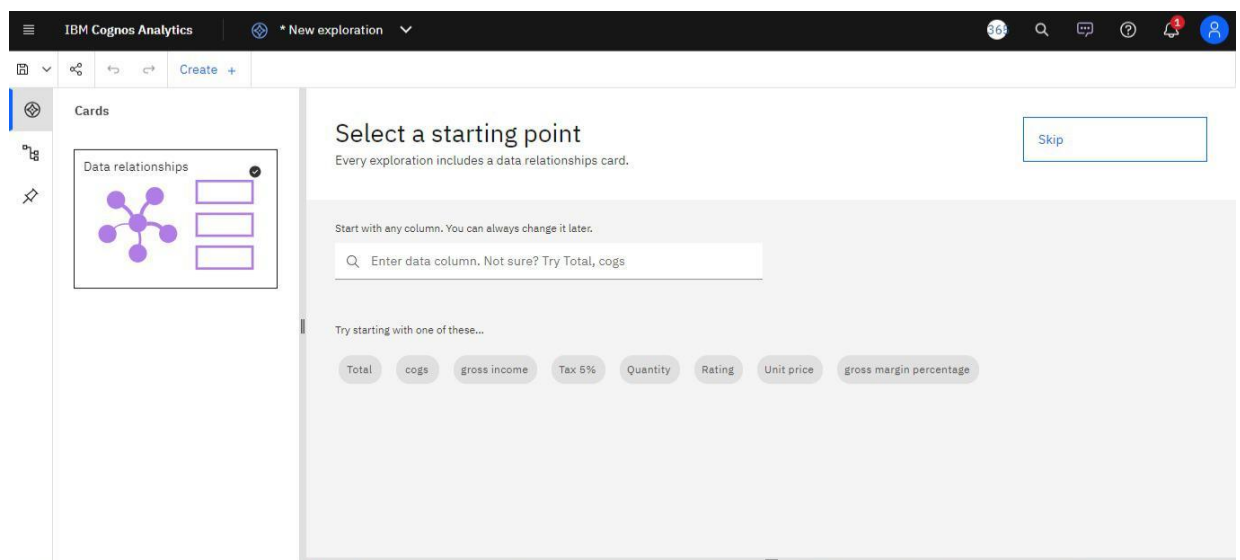 IBM Cognos Analytics
* New exploration
1
Create +
Cards
Data relationships
Select a starting point
Every exploration includes a data relationships card.
Skip
Start with any column. You can always change it later.
Enter data column. Not sure? Try Total, cogs
Try starting with one of these...
Total cogs gross income Tax 5% Quantity Rating Unit price gross margin percentage